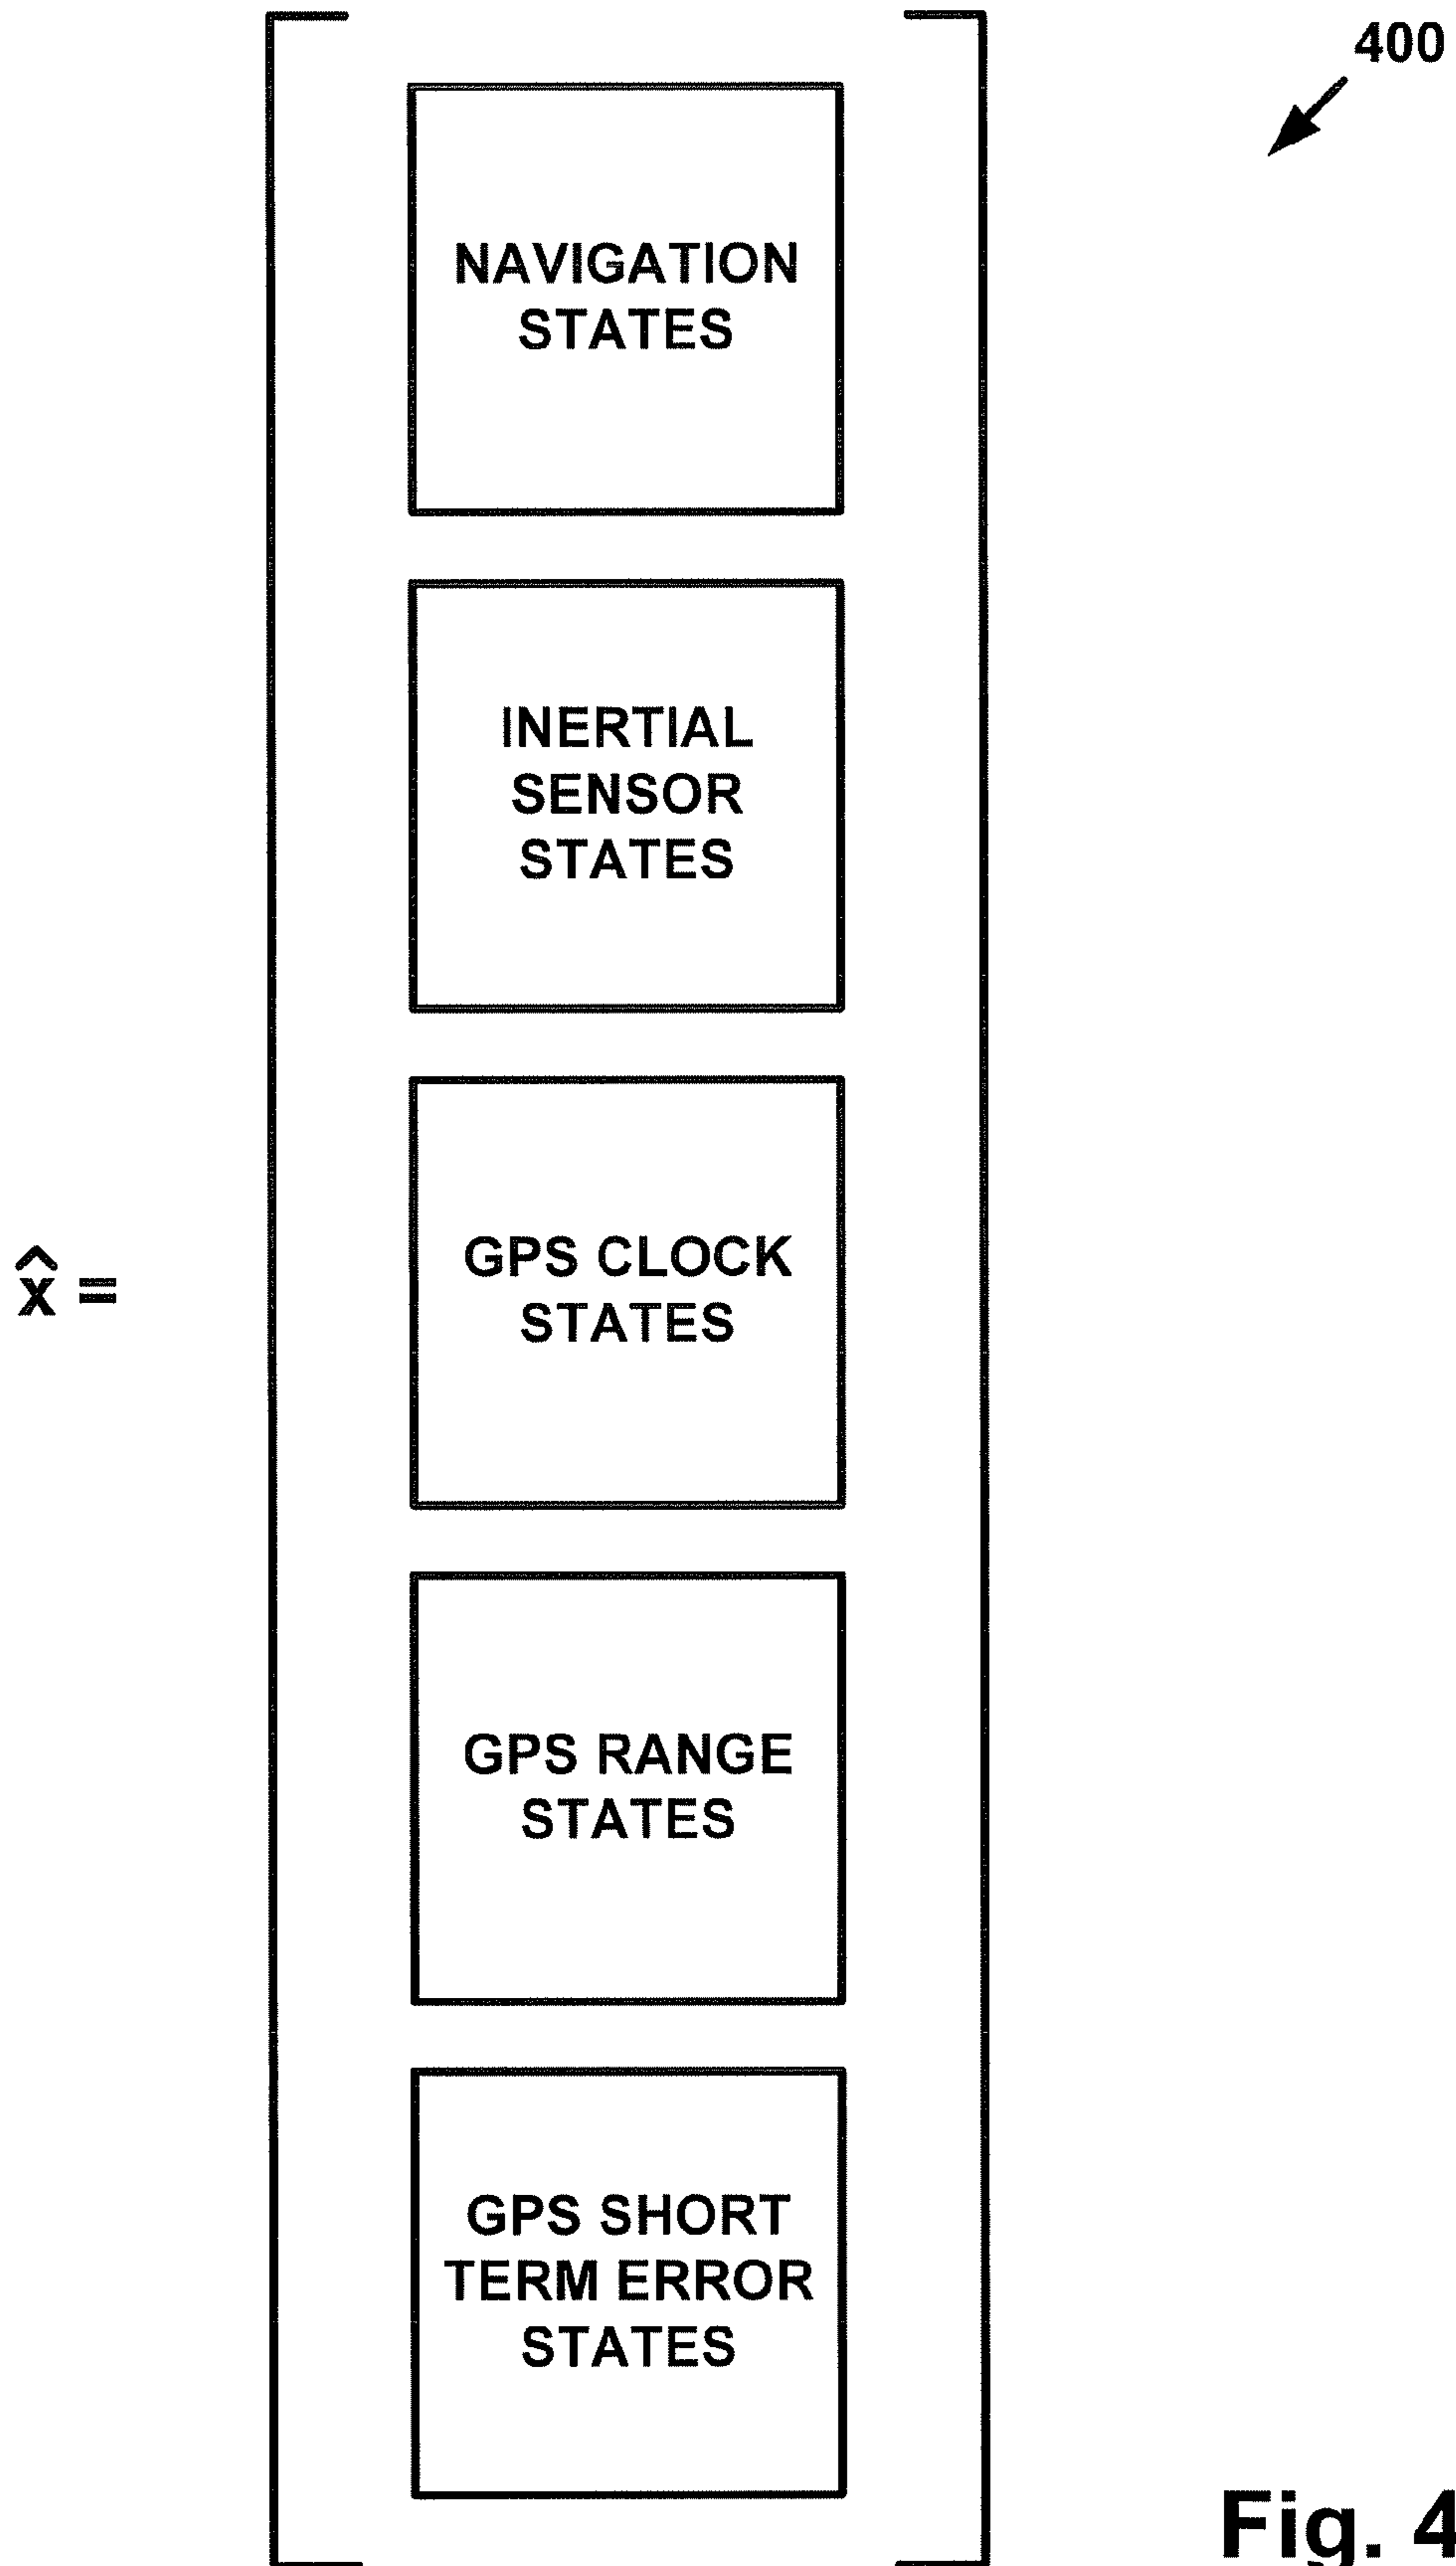 400
NAVIGATION
STATES
INERTIAL
SENSOR
STATES
GPS CLOCK
STATES
x̂ =
GPS RANGE
STATES
GPS SHORT
TERM ERROR
STATES
Fig. 4